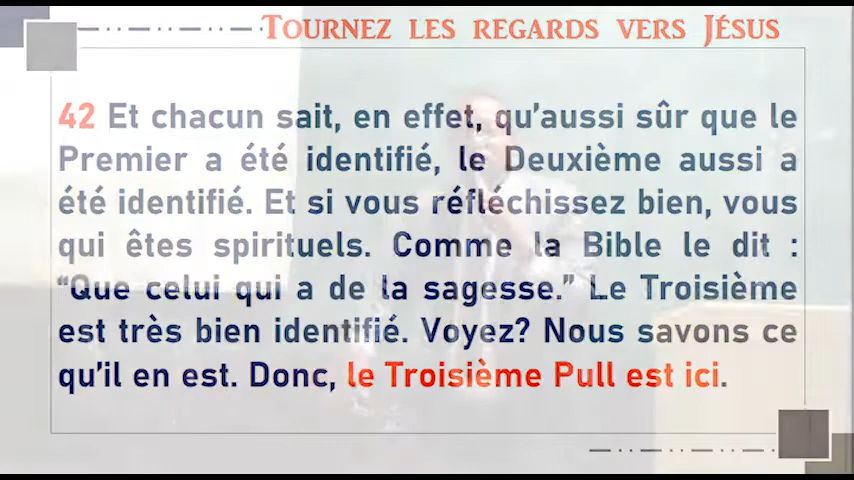 Tournez les regards vers Jésus
42 Et chacun sait, en effet, qu'aussi sûr que le
Premier a été identifié, le Deuxième aussi a
été identifié. Et si vous réfléchissez bien, vous
qui êtes spirituels. Comme la Bible le dit :
“Que celui qui a de la sagesse.” Le Troisième
est très bien identifié. Voyez? Nous savons ce
qu'il en est. Donc, le Troisième Pull est ici.